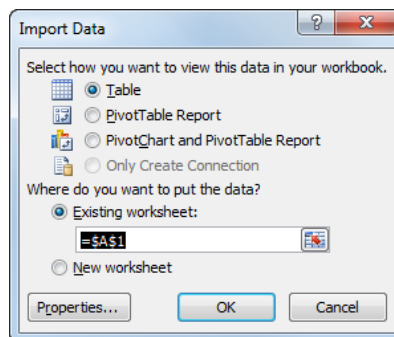 Import Data
Select how you want to view this data in your workbook.
Table
PivotTable Report
PivotChart and PivotTable Report
Only Create Connection
Where do you want to put the data?
Existing worksheet:
=$A$1
New worksheet
Properties... OK Cancel